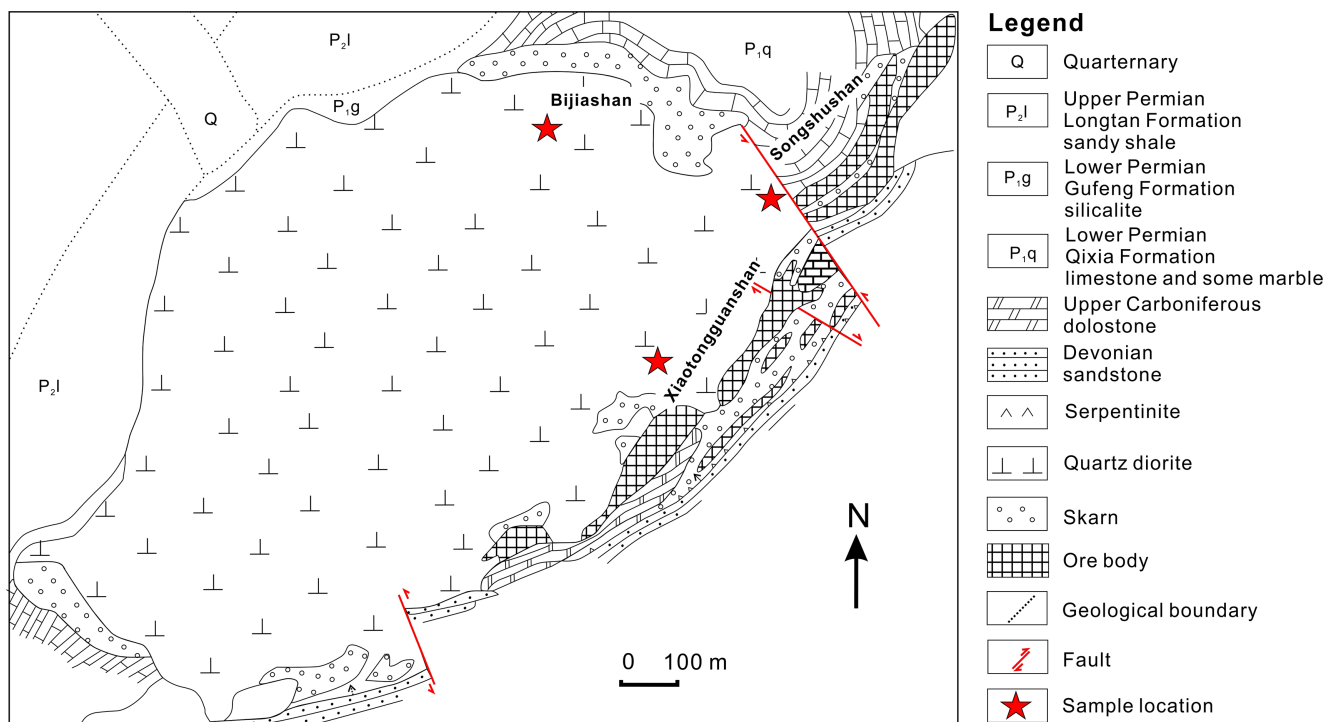 P₂l
P₁q
P₁g
Q
Bijiashan
Songshushan
Xiaotongguanshan
P₂l
N
0 100 m
Legend
Q Quarternary
P₂l Upper Permian
Longtan Formation
sandy shale
P₁g Lower Permian
Gufeng Formation
silicalite
P₁q Lower Permian
Qixia Formation
limestone and some marble
Upper Carboniferous
dolostone
Devonian
sandstone
Serpentinite
Quartz diorite
Skarn
Ore body
Geological boundary
Fault
Sample location